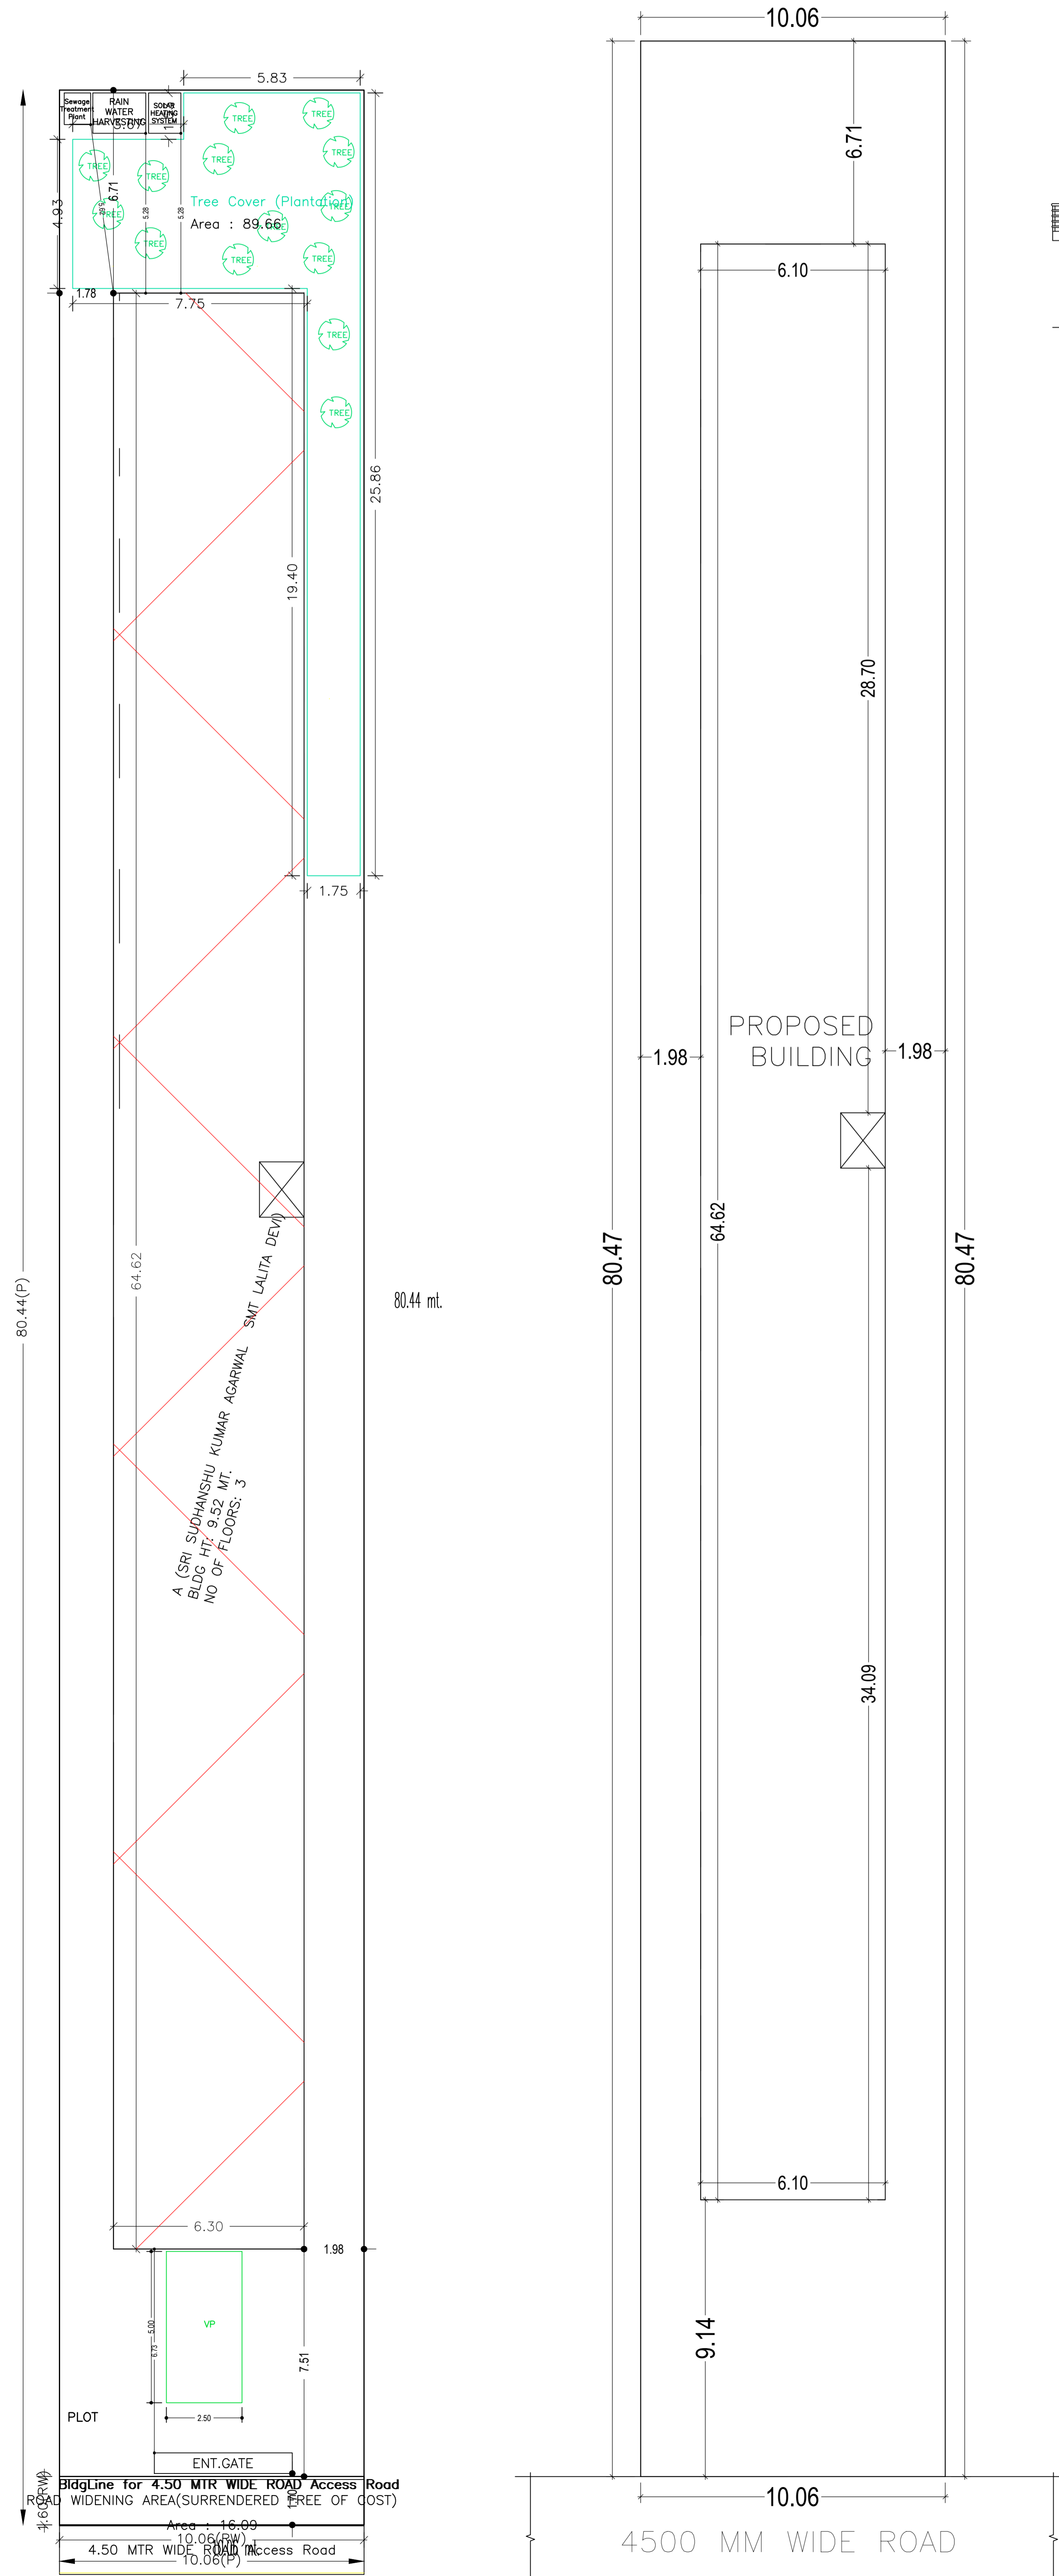 10.06
5.83
Sewage
Treatment
Plant
RAIN
WATER
HARVESTING
SOLAR
HEATING
SYSTEM
3.67
TREE
TREE
TREE
TREE
TREE
TREE
TREE
TREE
TREE
TREE
TREE
TREE
TREE
TREE
Tree Cover (Plantation)
Area : 89.66
4.93
6.71
5.28
5.28
1.78
7.75
19.40
25.86
1.75
64.62
80.44(P)
80.44 mt.
A (SRI SUDHANSHU KUMAR AGARWAL SMT LALITA DEVI)
BLDG HT: 9.52 MT.
NO OF FLOORS: 3
6.30
1.98
VP
5.00
6.73
7.51
2.50
PLOT
ENT.GATE
BldgLine for 4.50 MTR WIDE ROAD Access Road
ROAD WIDENING AREA(SURRENDERED FREE OF COST)
1.60(RW)
1.70
Area : 16.09
10.06(RW)
4.50 MTR WIDE ROAD Access Road
10.06(P)
6.71
6.10
28.70
PROPOSED
BUILDING
1.98
1.98
64.62
80.47
80.47
34.09
6.10
9.14
10.06
4500 MM WIDE ROAD